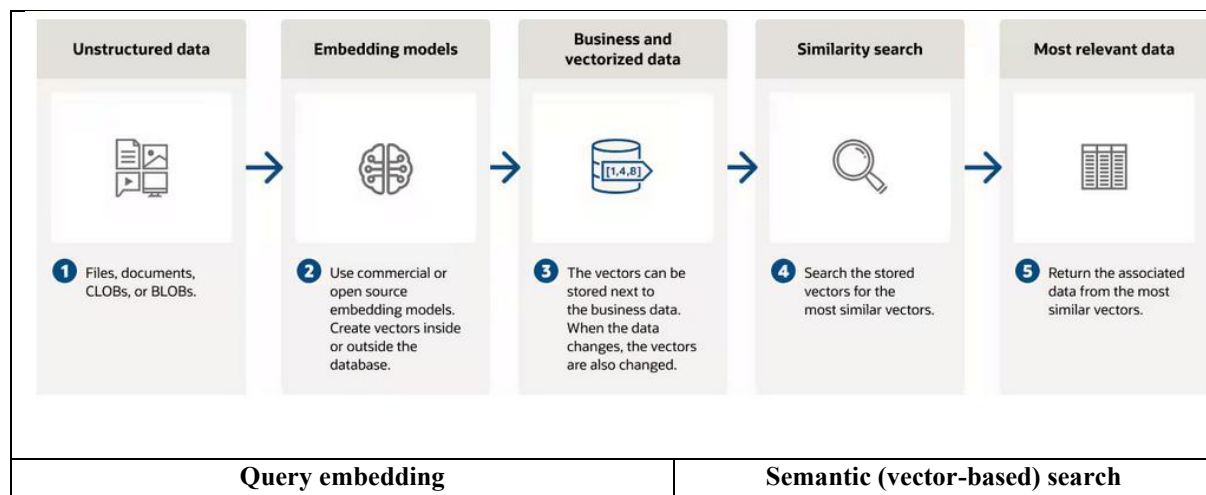 Unstructured data
Embedding models
Business and
vectorized data
Similarity search
Most relevant data
[1,4,8]
1 Files, documents,
CLOBs, or BLOBs.
2 Use commercial or
open source
embedding models.
Create vectors inside
or outside the
database.
3 The vectors can be
stored next to
the business data.
When the data
changes, the vectors
are also changed.
4 Search the stored
vectors for the
most similar vectors.
5 Return the associated
data from the most
similar vectors.
Query embedding
Semantic (vector-based) search